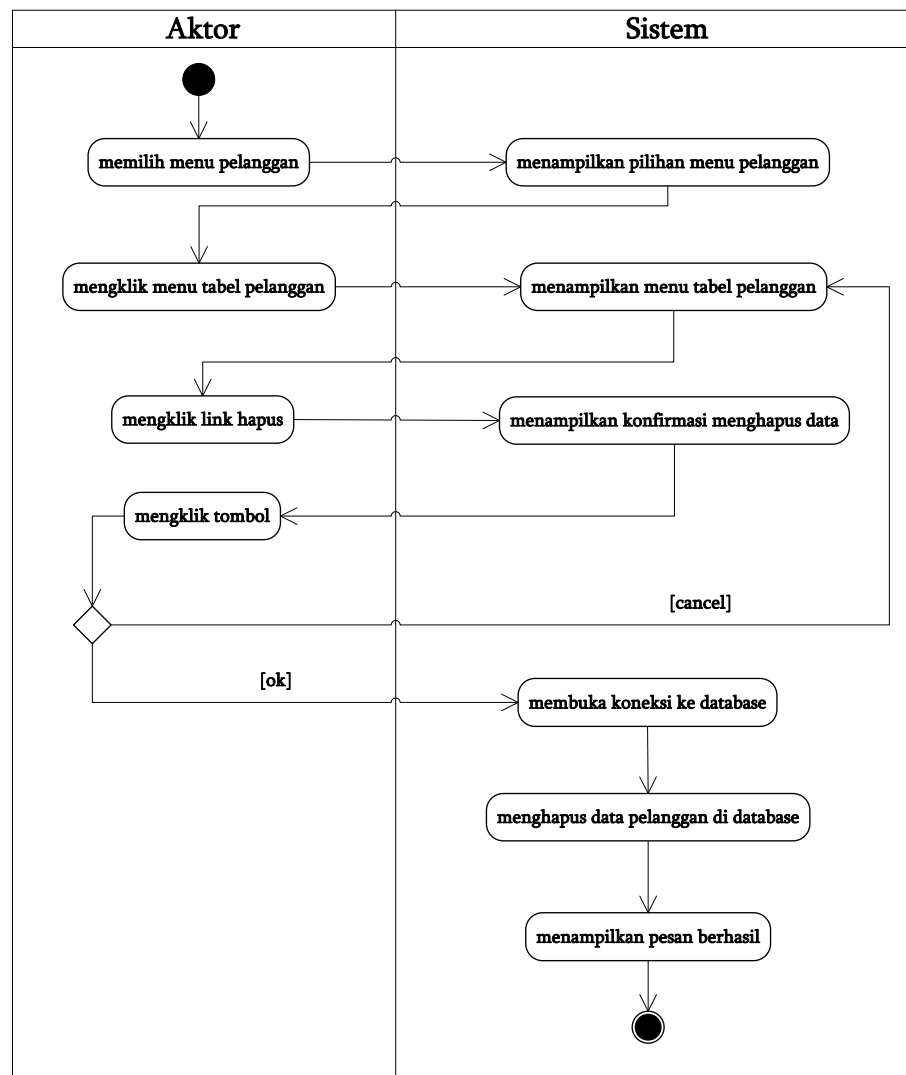 Aktor
Sistem
memilih menu pelanggan
menampilkan pilihan menu pelanggan
mengklik menu tabel pelanggan
menampilkan menu tabel pelanggan
mengklik link hapus
menampilkan konfirmasi menghapus data
mengklik tombol
[cancel]
[ok]
membuka koneksi ke database
menghapus data pelanggan di database
menampilkan pesan berhasil